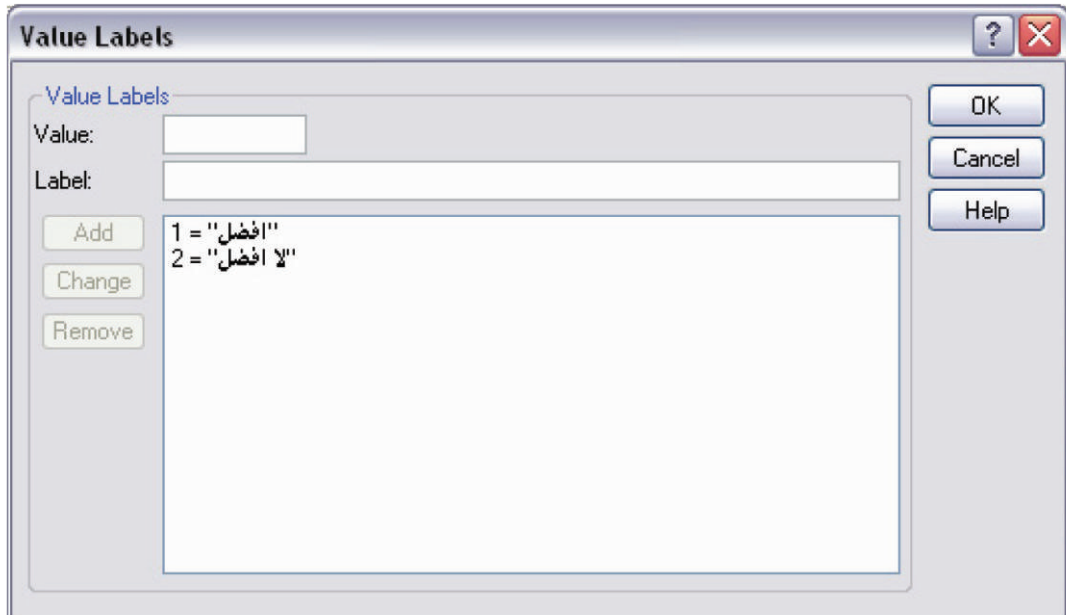 Value Labels
Value Labels
Value:
Label:
Add
Change
Remove
1 = "افضل"
2 = "لا افضل"
OK
Cancel
Help